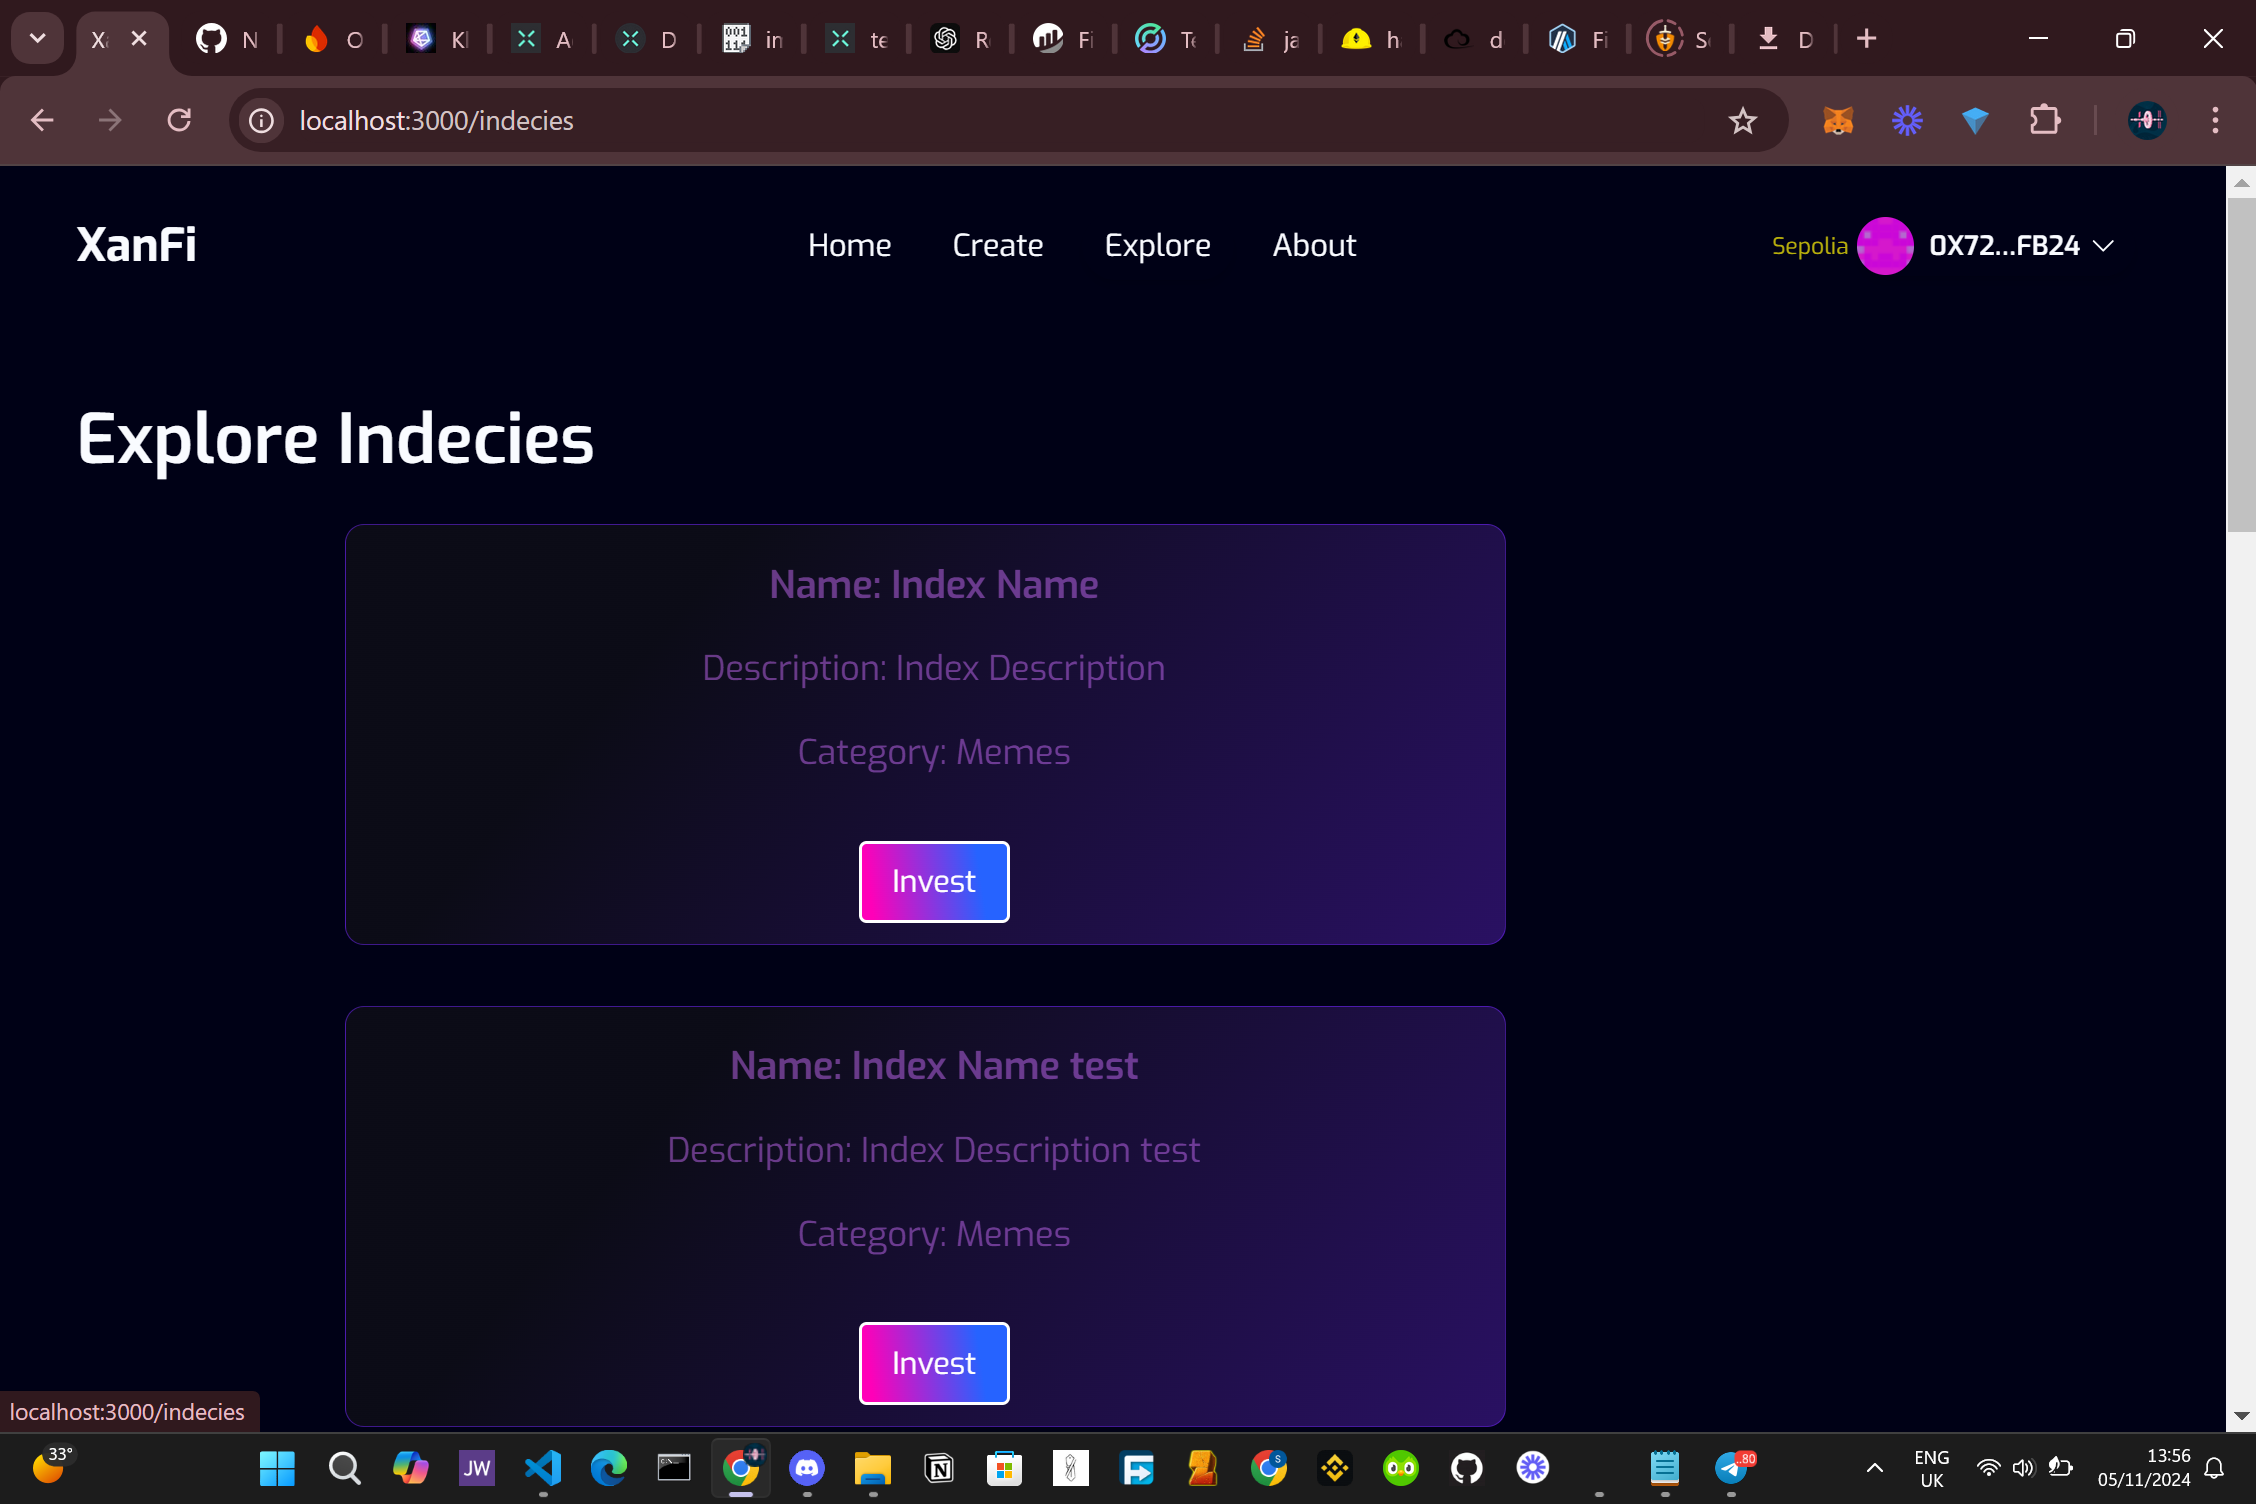 N
O
Kl
A
D
in
te
R
Fi
Te
ja
h
d
Fi
D
localhost:3000/indecies
XanFi
Home Create Explore About
Sepolia 0X72...FB24
Explore Indecies
Name: Index Name
Description: Index Description
Category: Memes
Invest
Name: Index Name test
Description: Index Description test
Category: Memes
Invest
localhost:3000/indecies
33°
JW
ENG
UK
13:56
05/11/2024